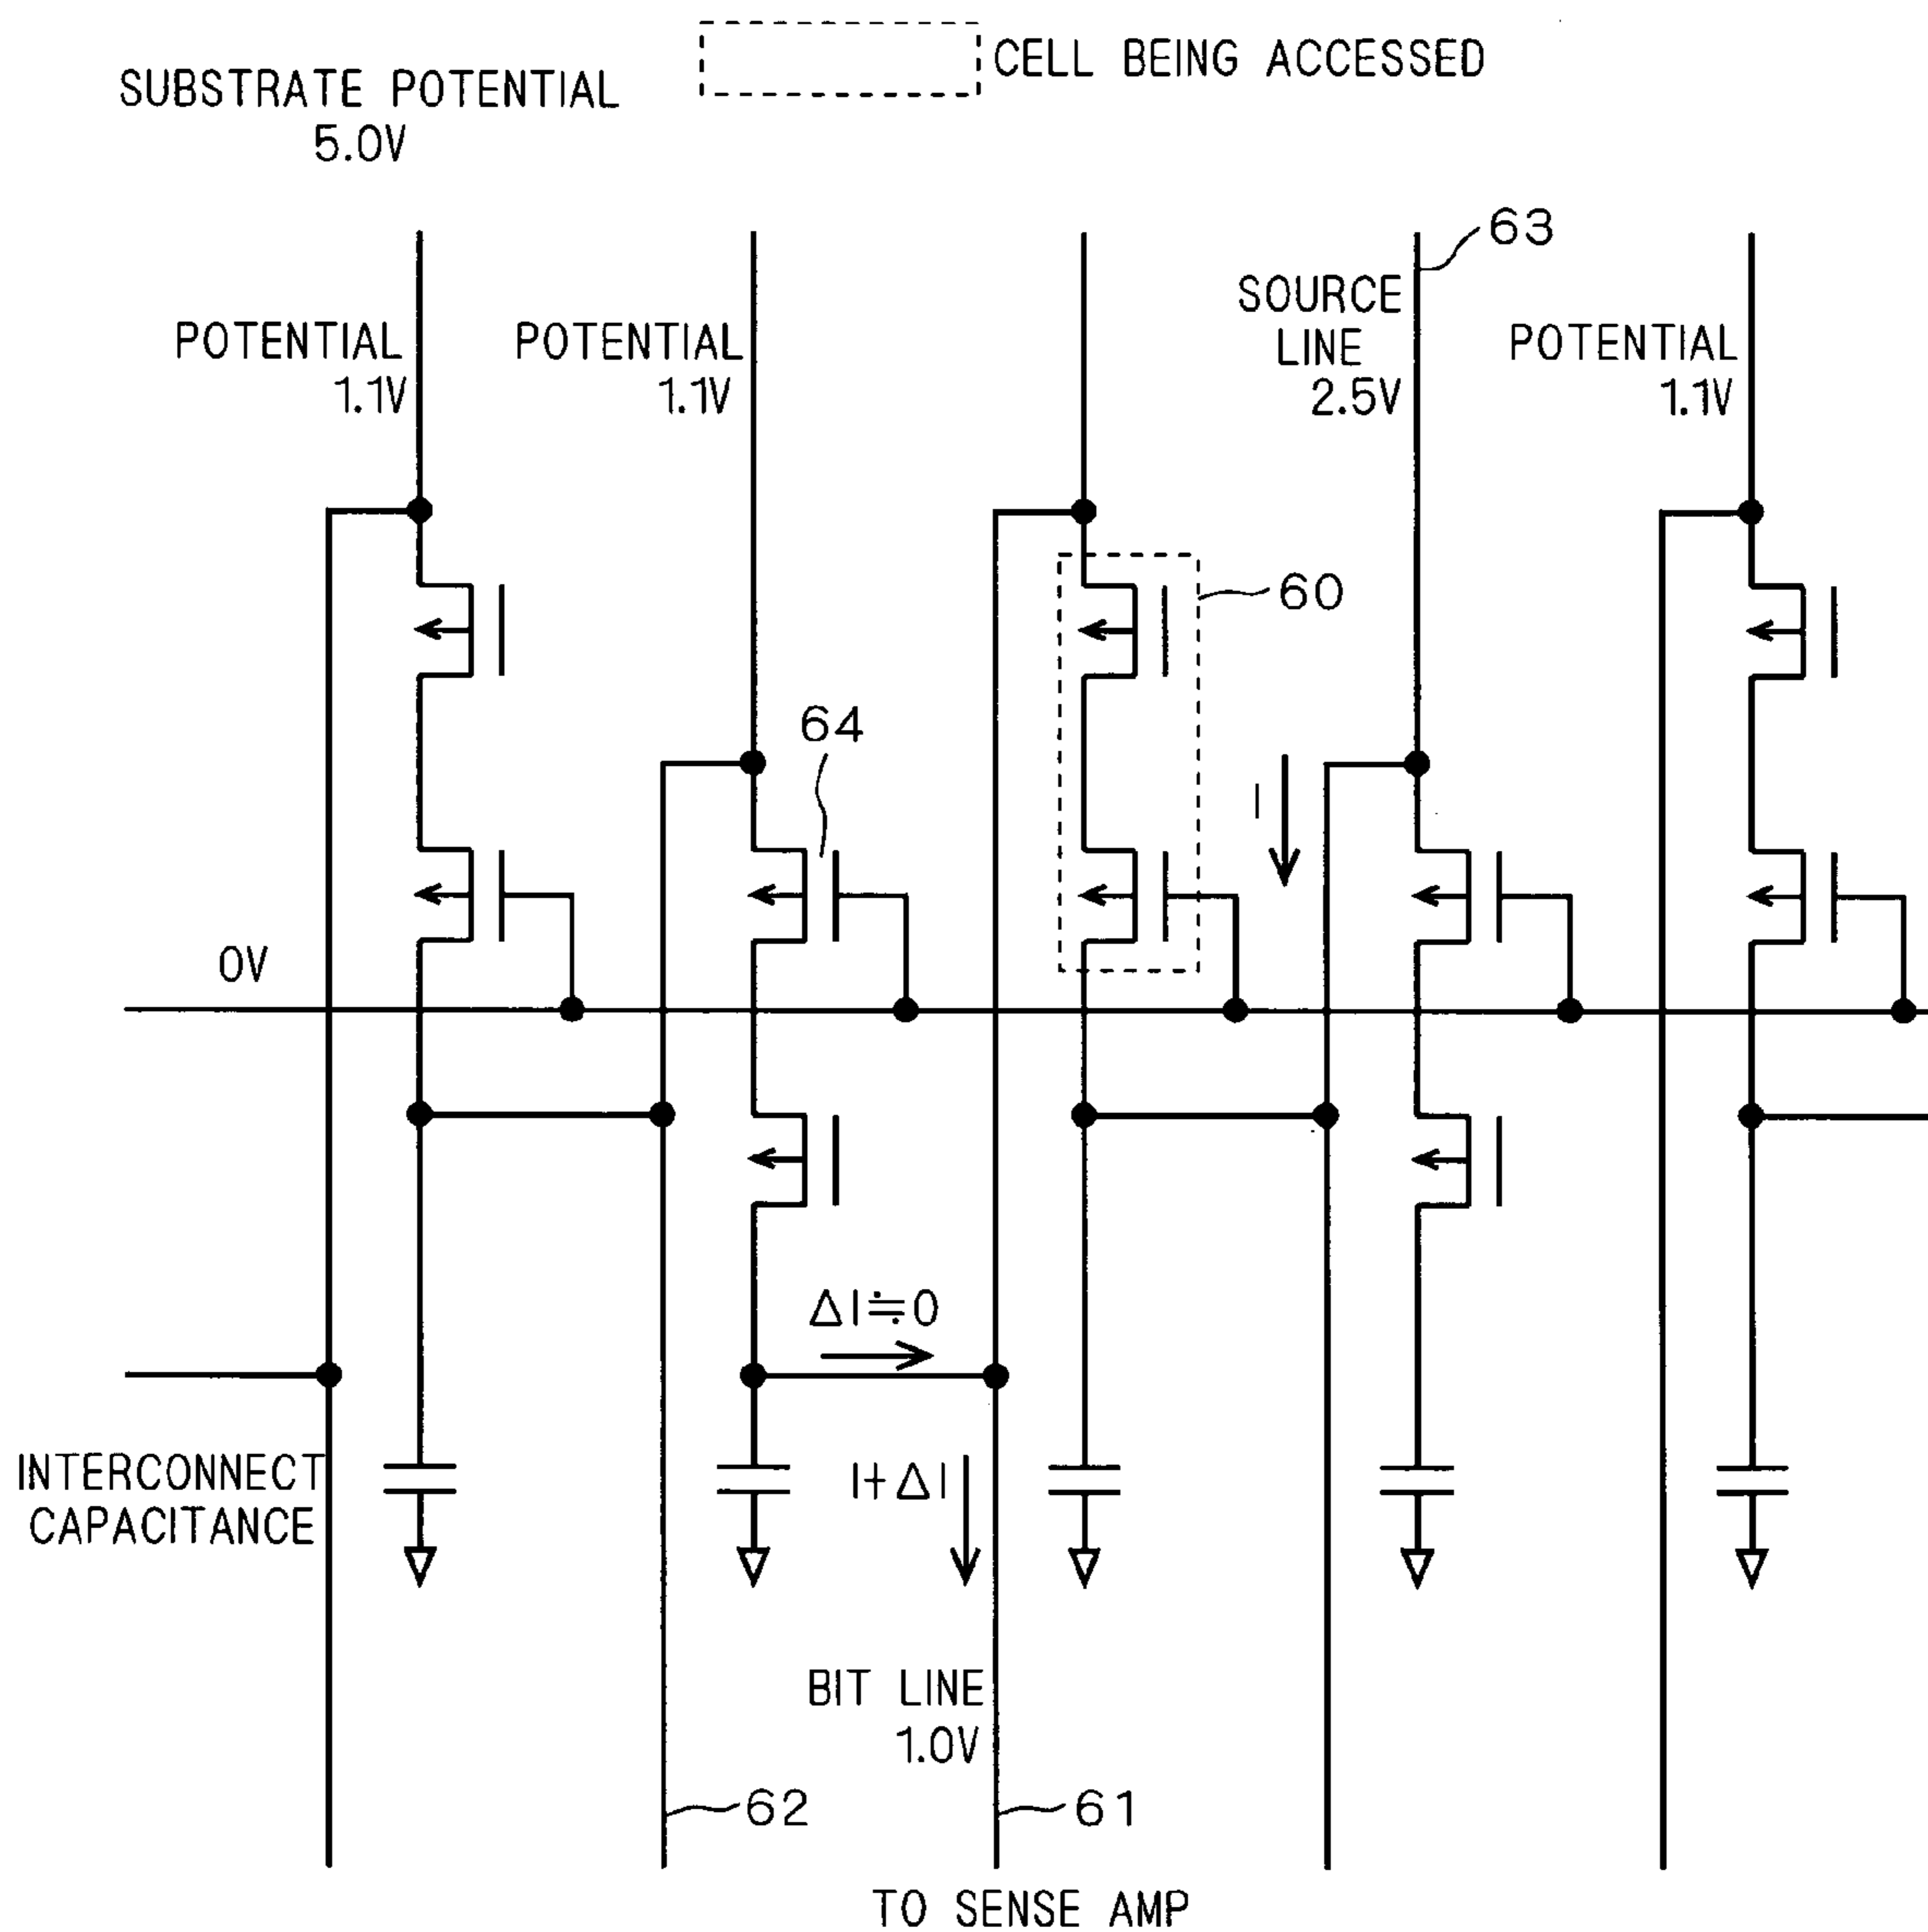 CELL BEING ACCESSED
SUBSTRATE POTENTIAL
5.0V
63
SOURCE
LINE
2.5V
POTENTIAL
1.1V
POTENTIAL
1.1V
POTENTIAL
1.1V
60
64
I
0V
ΔI≒0
INTERCONNECT
CAPACITANCE
I+ΔI
BIT LINE
1.0V
62
61
TO SENSE AMP